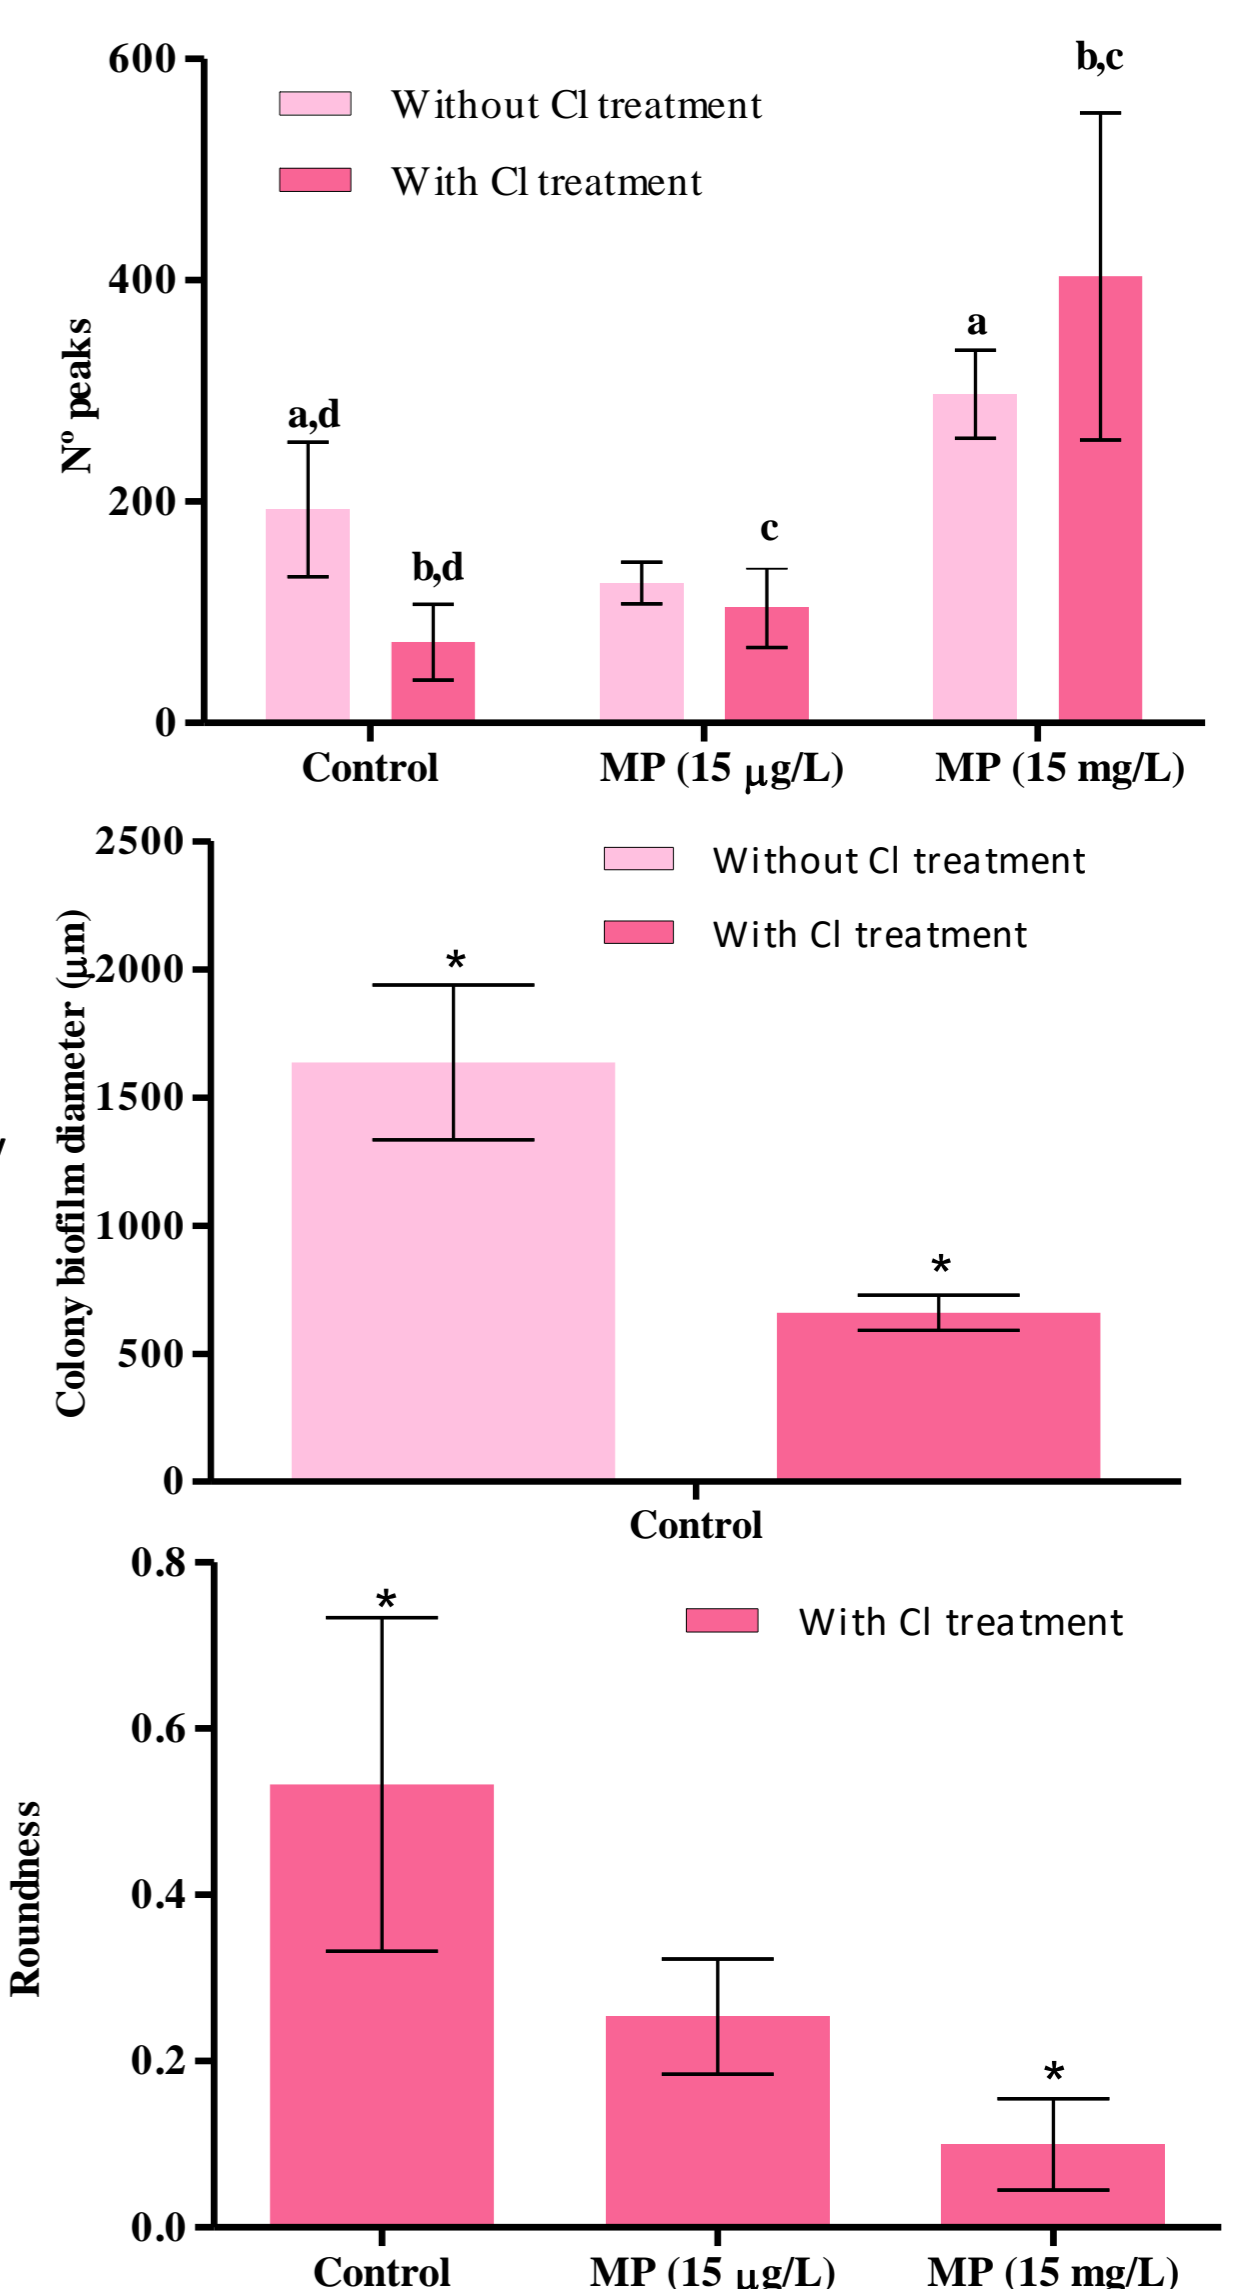 600
400
200
0
Nº peaks
Without Cl treatment
With Cl treatment
a,d
b,d
c
a
b,c
Control
MP (15 μg/L)
MP (15 mg/L)
2500
2000
1500
1000
500
0
Colony biofilm diameter (μm)
Without Cl treatment
With Cl treatment
*
*
Control
0.8
0.6
0.4
0.2
0.0
Roundness
With Cl treatment
*
*
Control
MP (15 μg/L)
MP (15 mg/L)